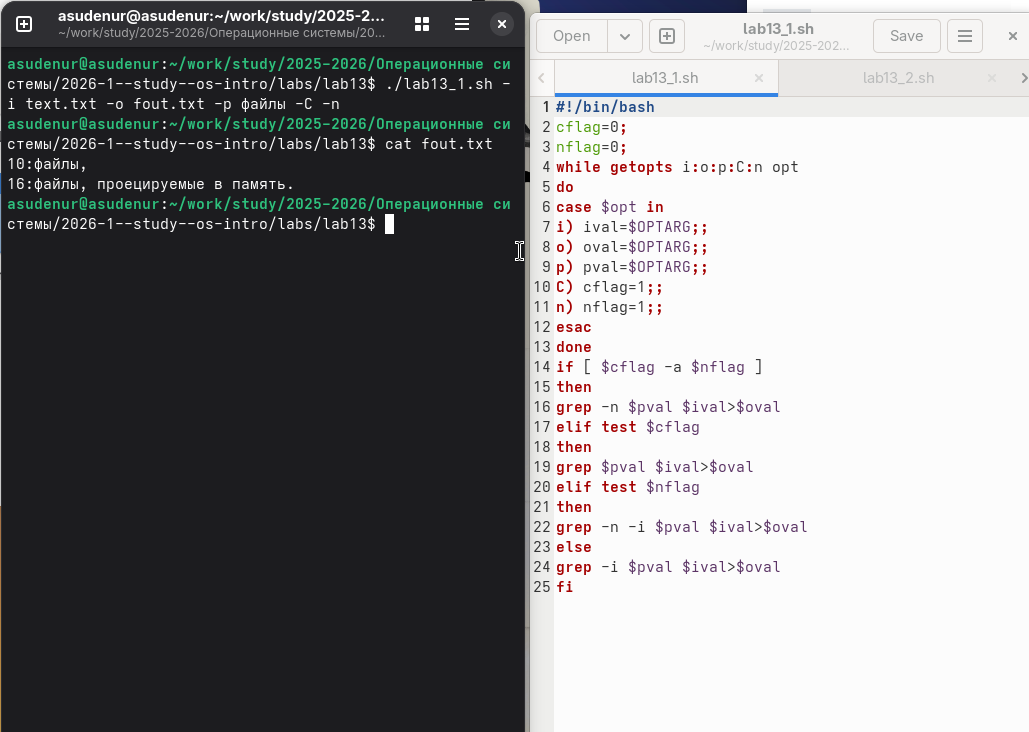 asudenur@asudenur:~/work/study/2025-2...
~/work/study/2025-2026/Операционные системы/20...
asudenur@asudenur:~/work/study/2025-2026/Операционные си
стемы/2026-1--study--os-intro/labs/lab13$ ./lab13_1.sh -
i text.txt -o fout.txt -p файлы -C -n
asudenur@asudenur:~/work/study/2025-2026/Операционные си
стемы/2026-1--study--os-intro/labs/lab13$ cat fout.txt
10:файлы,
16:файлы, проецируемые в память.
asudenur@asudenur:~/work/study/2025-2026/Операционные си
стемы/2026-1--study--os-intro/labs/lab13$
Open
lab13_1.sh
~/work/study/2025-202...
Save
lab13_1.sh
lab13_2.sh
1 #!/bin/bash
2 cflag=0;
3 nflag=0;
4 while getopts i:o:p:C:n opt
5 do
6 case $opt in
7 i) ival=$OPTARG;;
8 o) oval=$OPTARG;;
9 p) pval=$OPTARG;;
10 C) cflag=1;;
11 n) nflag=1;;
12 esac
13 done
14 if [ $cflag -a $nflag ]
15 then
16 grep -n $pval $ival>$oval
17 elif test $cflag
18 then
19 grep $pval $ival>$oval
20 elif test $nflag
21 then
22 grep -n -i $pval $ival>$oval
23 else
24 grep -i $pval $ival>$oval
25 fi